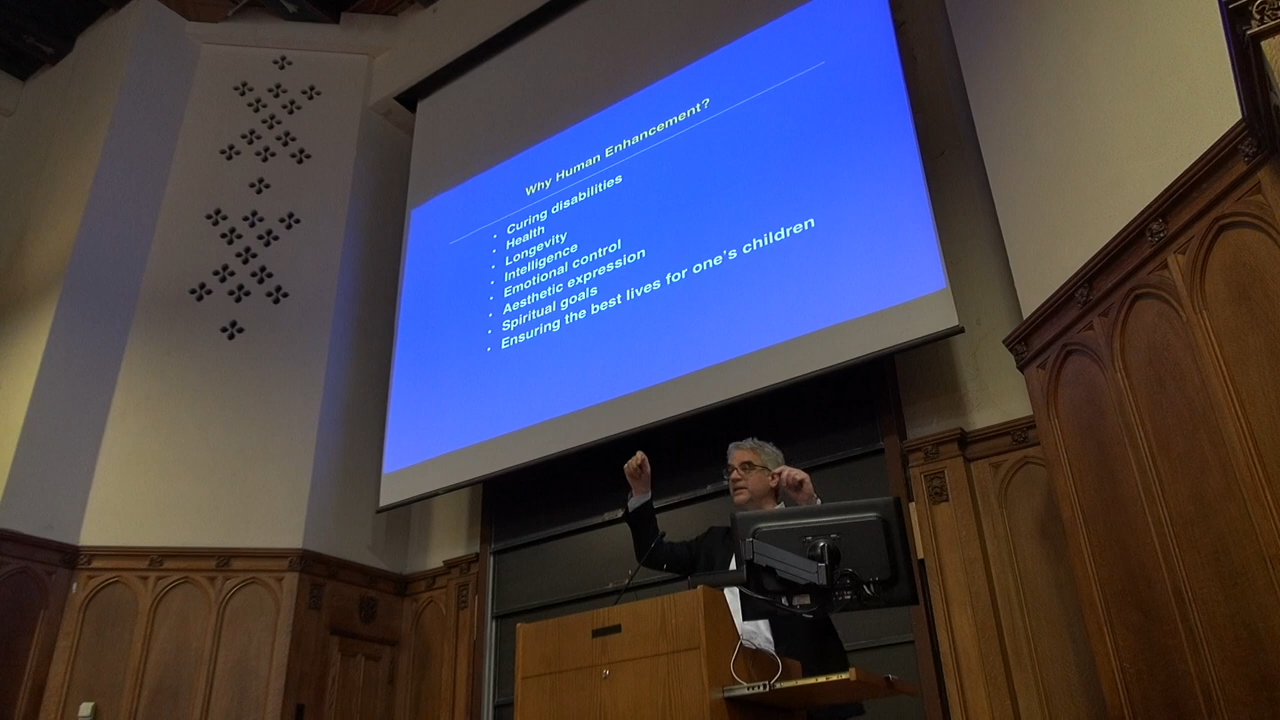 Why Human Enhancement?
• Curing disabilities
• Health
• Longevity
• Intelligence
• Emotional control
• Aesthetic expression
• Spiritual goals
• Ensuring the best lives for one's children